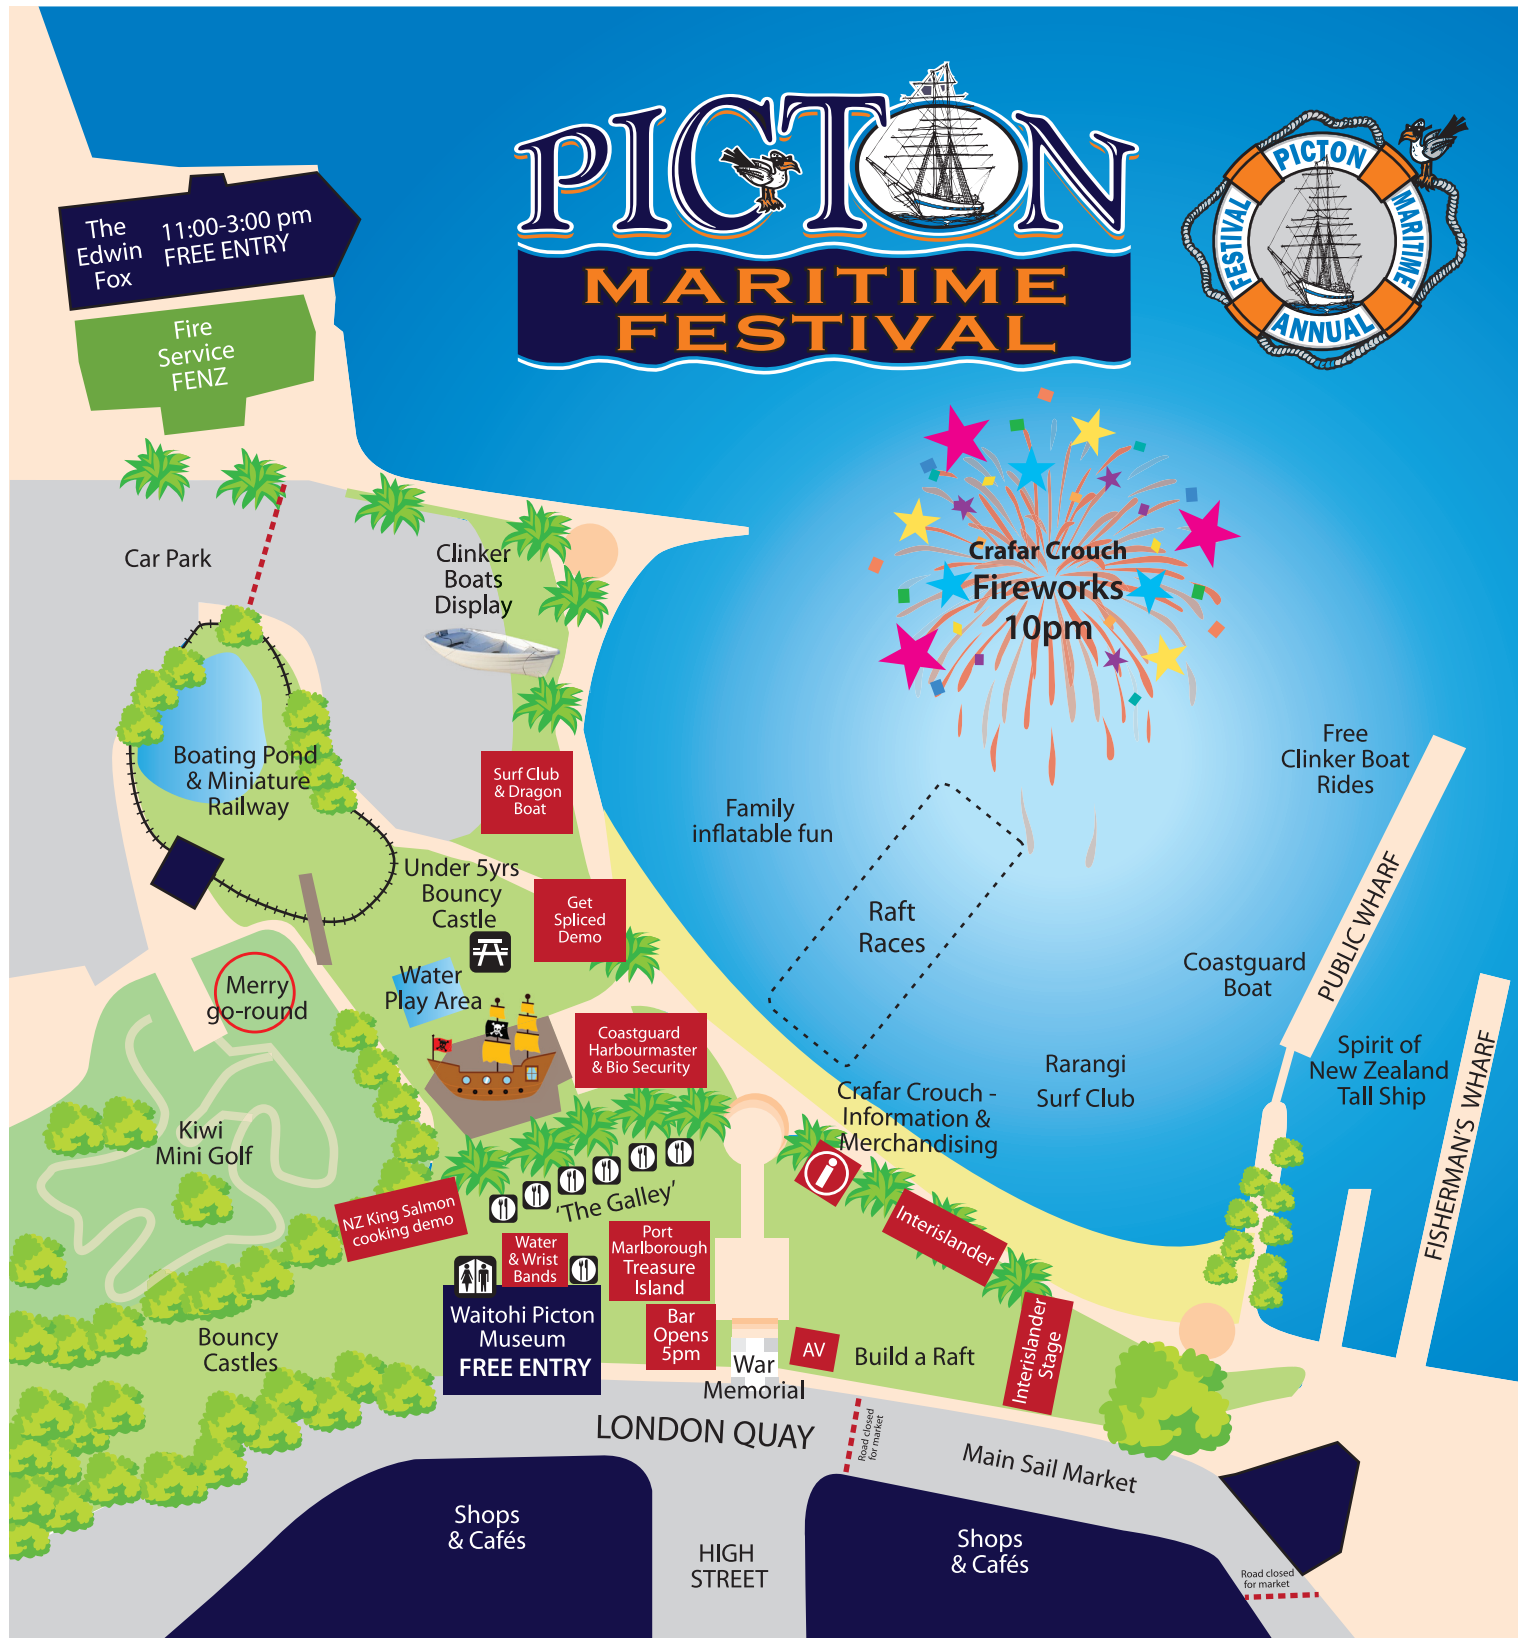 PICTON
MARITIME
FESTIVAL
PICTON
MARITIME
ANNUAL
FESTIVAL
The
Edwin
Fox
11:00-3:00 pm
FREE ENTRY
Fire
Service
FENZ
Car Park
Clinker
Boats
Display
Crafar Crouch
Fireworks
10pm
Boating Pond
& Miniature
Railway
Surf Club
& Dragon
Boat
Family
inflatable fun
Free
Clinker Boat
Rides
Under 5yrs
Bouncy
Castle
Get
Spliced
Demo
Raft
Races
PUBLIC WHARF
Coastguard
Boat
Merry
go-round
Water
Play Area
Coastguard
Harbourmaster
& Bio Security
Rarangi
Surf Club
Spirit of
New Zealand
Tall Ship
FISHERMAN'S WHARF
Crafar Crouch -
Information &
Merchandising
i
Kiwi
Mini Golf
NZ King Salmon
cooking demo
'The Galley'
Interislander
Water
& Wrist
Bands
Port
Marlborough
Treasure
Island
Waitohi Picton
Museum
FREE ENTRY
Bar
Opens
5pm
War
Memorial
AV
Build a Raft
Interislander
Stage
Bouncy
Castles
LONDON QUAY
Road closed
for market
Main Sail Market
Shops
& Cafés
HIGH
STREET
Shops
& Cafés
Road closed
for market